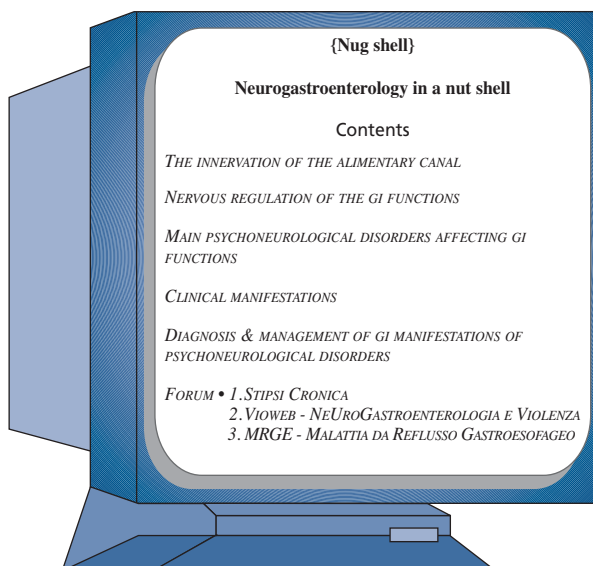 {Nug shell}
Neurogastroenterology in a nut shell
Contents
THE INNERVATION OF THE ALIMENTARY CANAL
NERVOUS REGULATION OF THE GI FUNCTIONS
MAIN PSYCHONEUROLOGICAL DISORDERS AFFECTING GI
FUNCTIONS
CLINICAL MANIFESTATIONS
DIAGNOSIS & MANAGEMENT OF GI MANIFESTATIONS OF
PSYCHONEUROLOGICAL DISORDERS
FORUM • 1. STIPSI CRONICA
2. VIOWEB - NEUROGASTROENTEROLOGIA E VIOLENZA
3. MRGE - MALATTIA DA REFLUSSO GASTROESOFAGEO